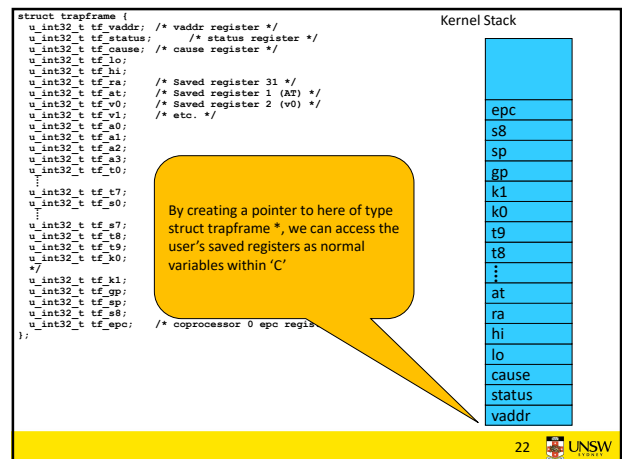 struct trapframe {
u_int32_t tf_vaddr; /* vaddr register */
u_int32_t tf_status; /* status register */
u_int32_t tf_cause; /* cause register */
u_int32_t tf_lo;
u_int32_t tf_hi;
u_int32_t tf_ra; /* Saved register 31 */
u_int32_t tf_at; /* Saved register 1 (AT) */
u_int32_t tf_v0; /* Saved register 2 (v0) */
u_int32_t tf_v1; /* etc. */
u_int32_t tf_a0;
u_int32_t tf_a1;
u_int32_t tf_a2;
u_int32_t tf_a3;
u_int32_t tf_t0;
⋮
u_int32_t tf_t7;
u_int32_t tf_s0;
⋮
u_int32_t tf_s7;
u_int32_t tf_t8;
u_int32_t tf_t9;
u_int32_t tf_k0;
*/
u_int32_t tf_k1;
u_int32_t tf_gp;
u_int32_t tf_sp;
u_int32_t tf_s8;
u_int32_t tf_epc; /* coprocessor 0 epc regis
};
By creating a pointer to here of type
struct trapframe *, we can access the
user's saved registers as normal
variables within ‘C’
Kernel Stack
epc
s8
sp
gp
k1
k0
t9
t8
⋮
at
ra
hi
lo
cause
status
vaddr
22
UNSW
SYDNEY